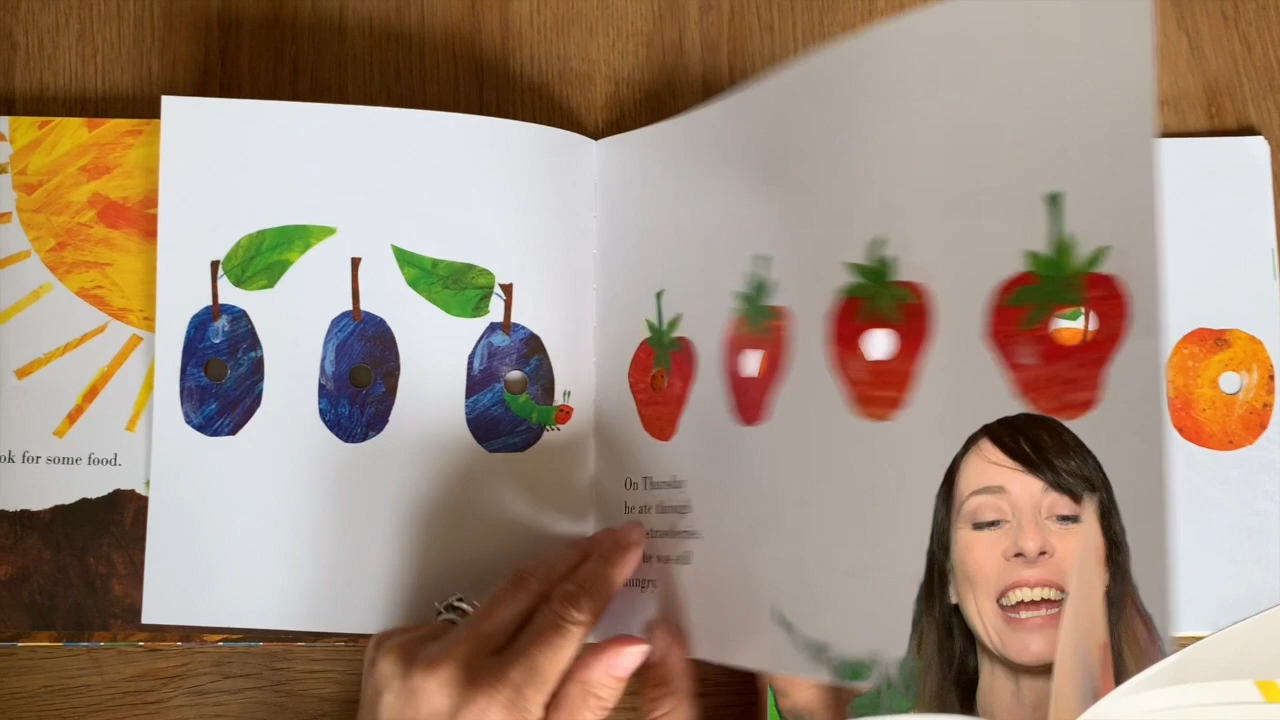 ok for some food.
On Thursday
he ate through
strawberries,
he was still
hungry.